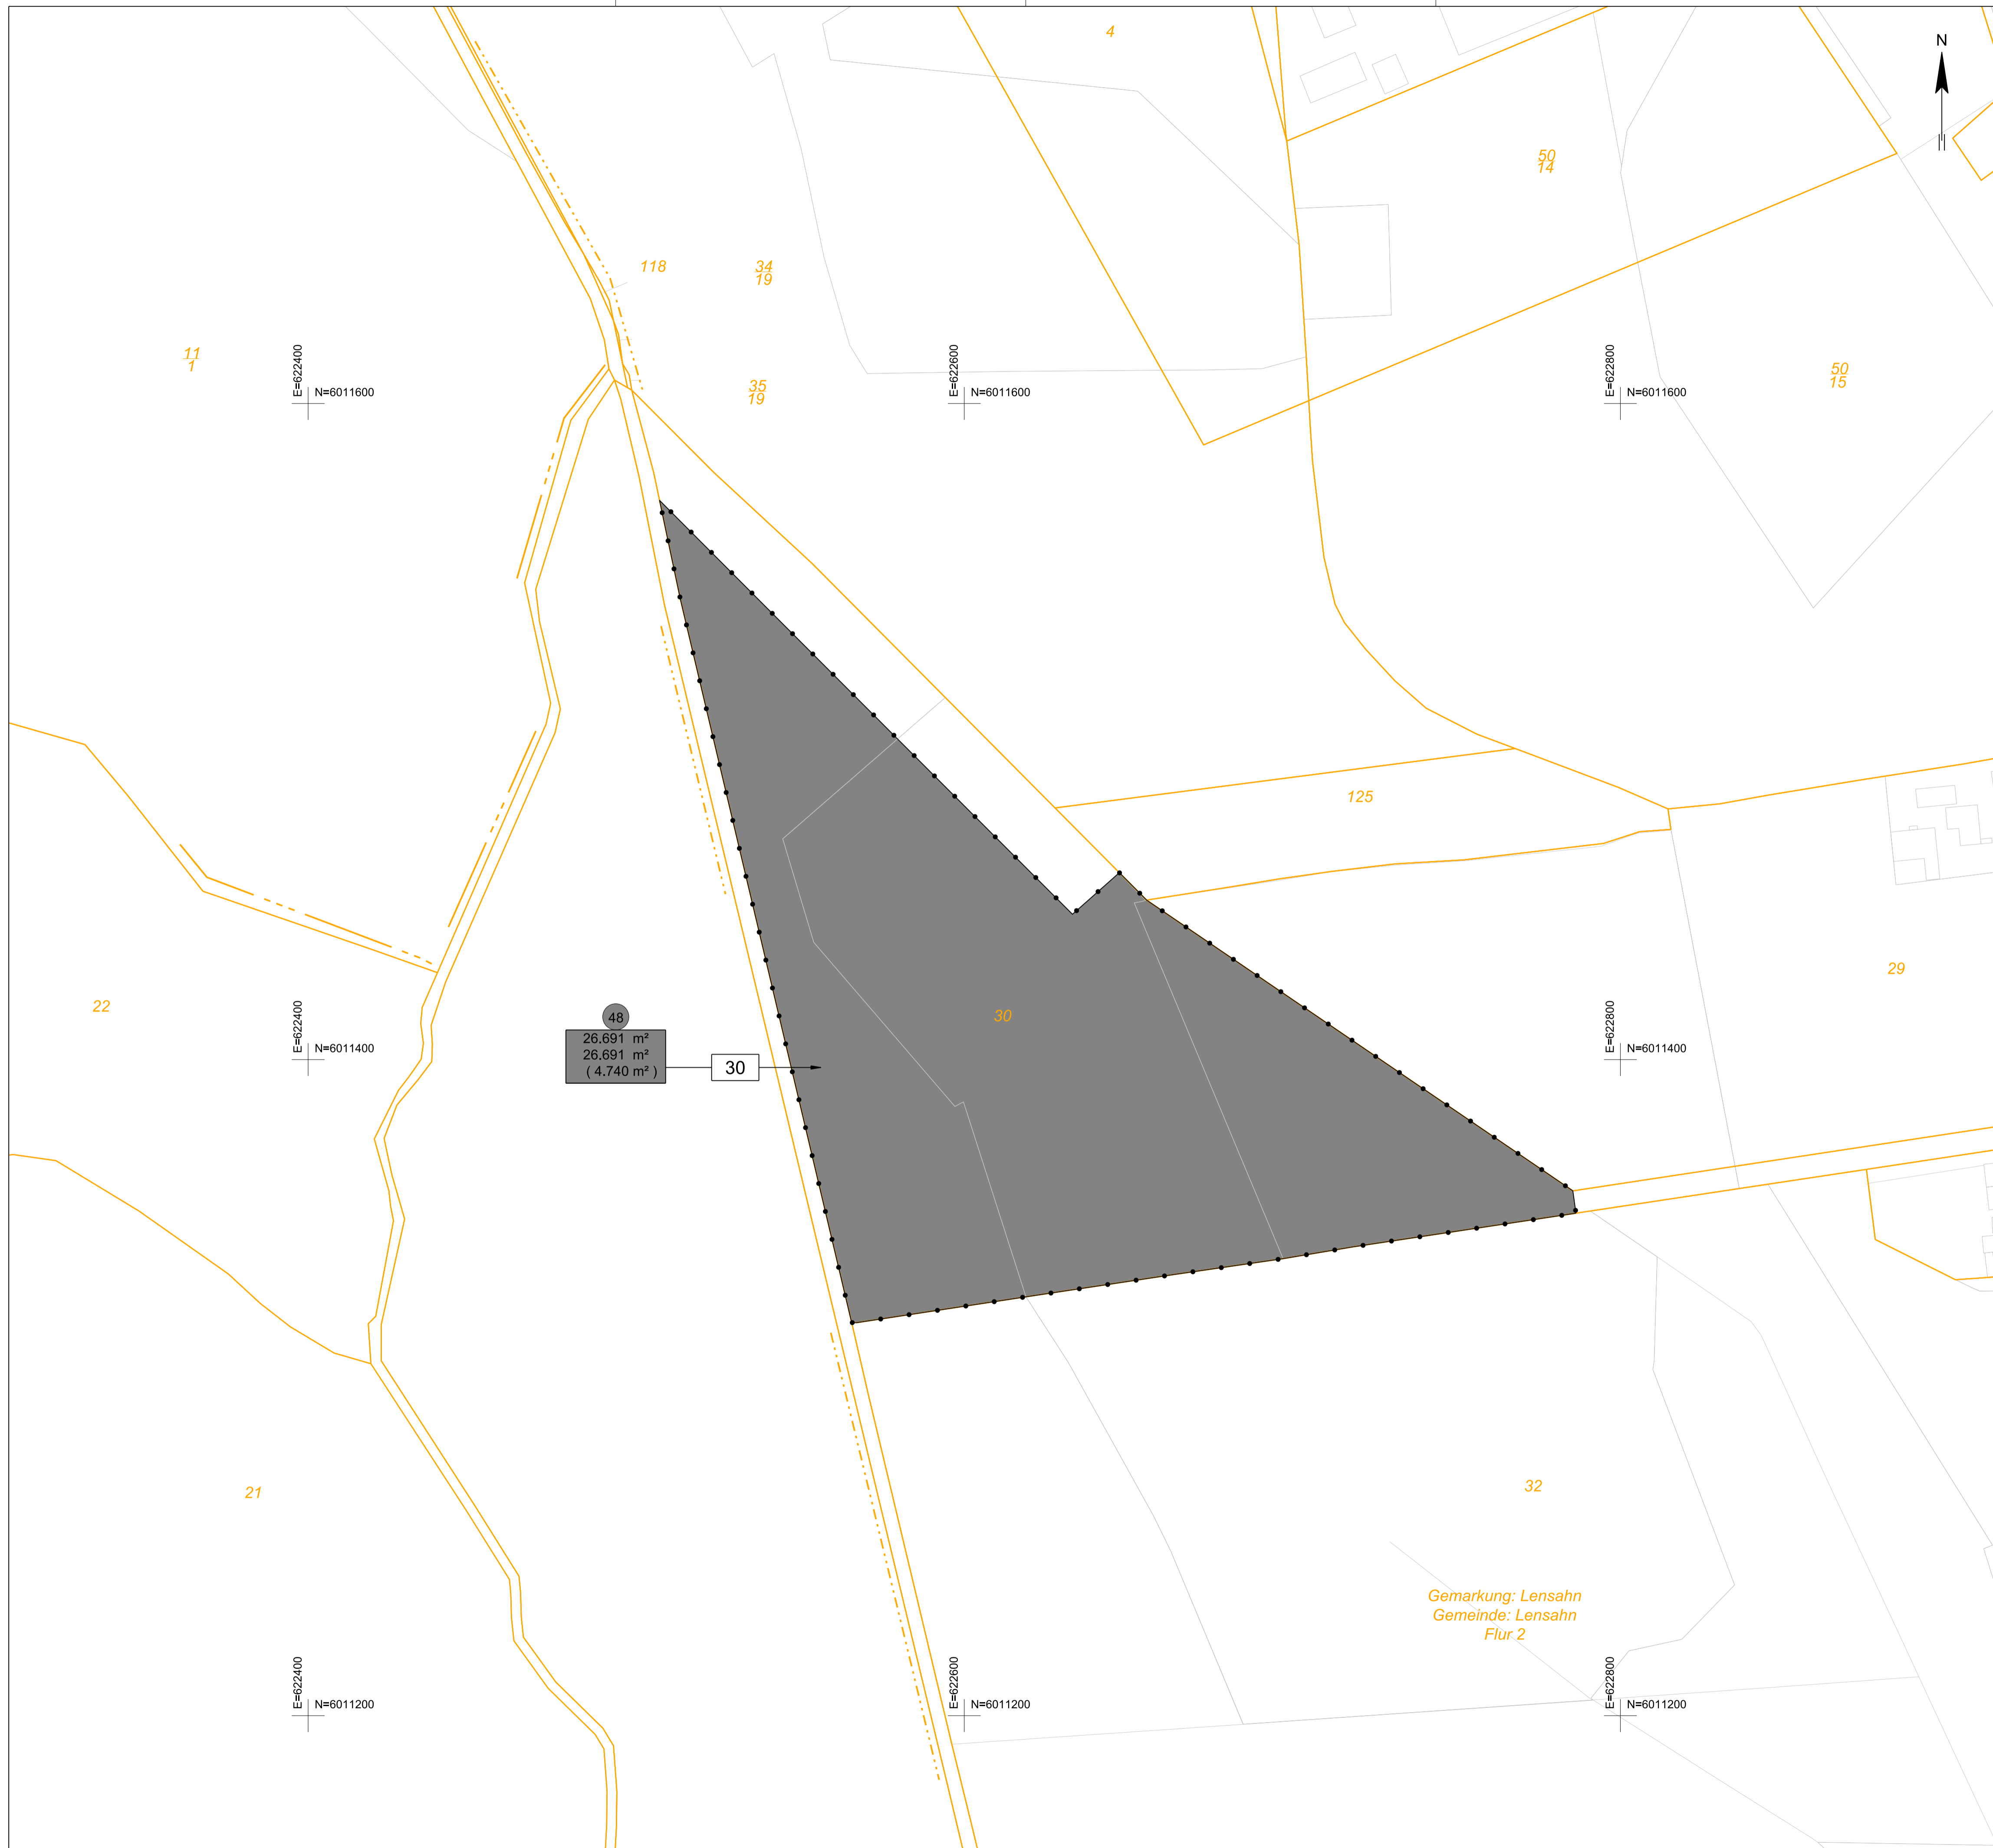 4
N
50
14
118
34
19
11
1
50
15
35
19
E=622400
N=6011600
E=622600
N=6011600
E=622800
N=6011600
125
29
22
30
48
26.691 m²
26.691 m²
( 4.740 m² )
30
E=622400
N=6011400
E=622800
N=6011400
21
32
Gemarkung: Lensahn
Gemeinde: Lensahn
Flur 2
E=622400
N=6011200
E=622600
N=6011200
E=622800
N=6011200